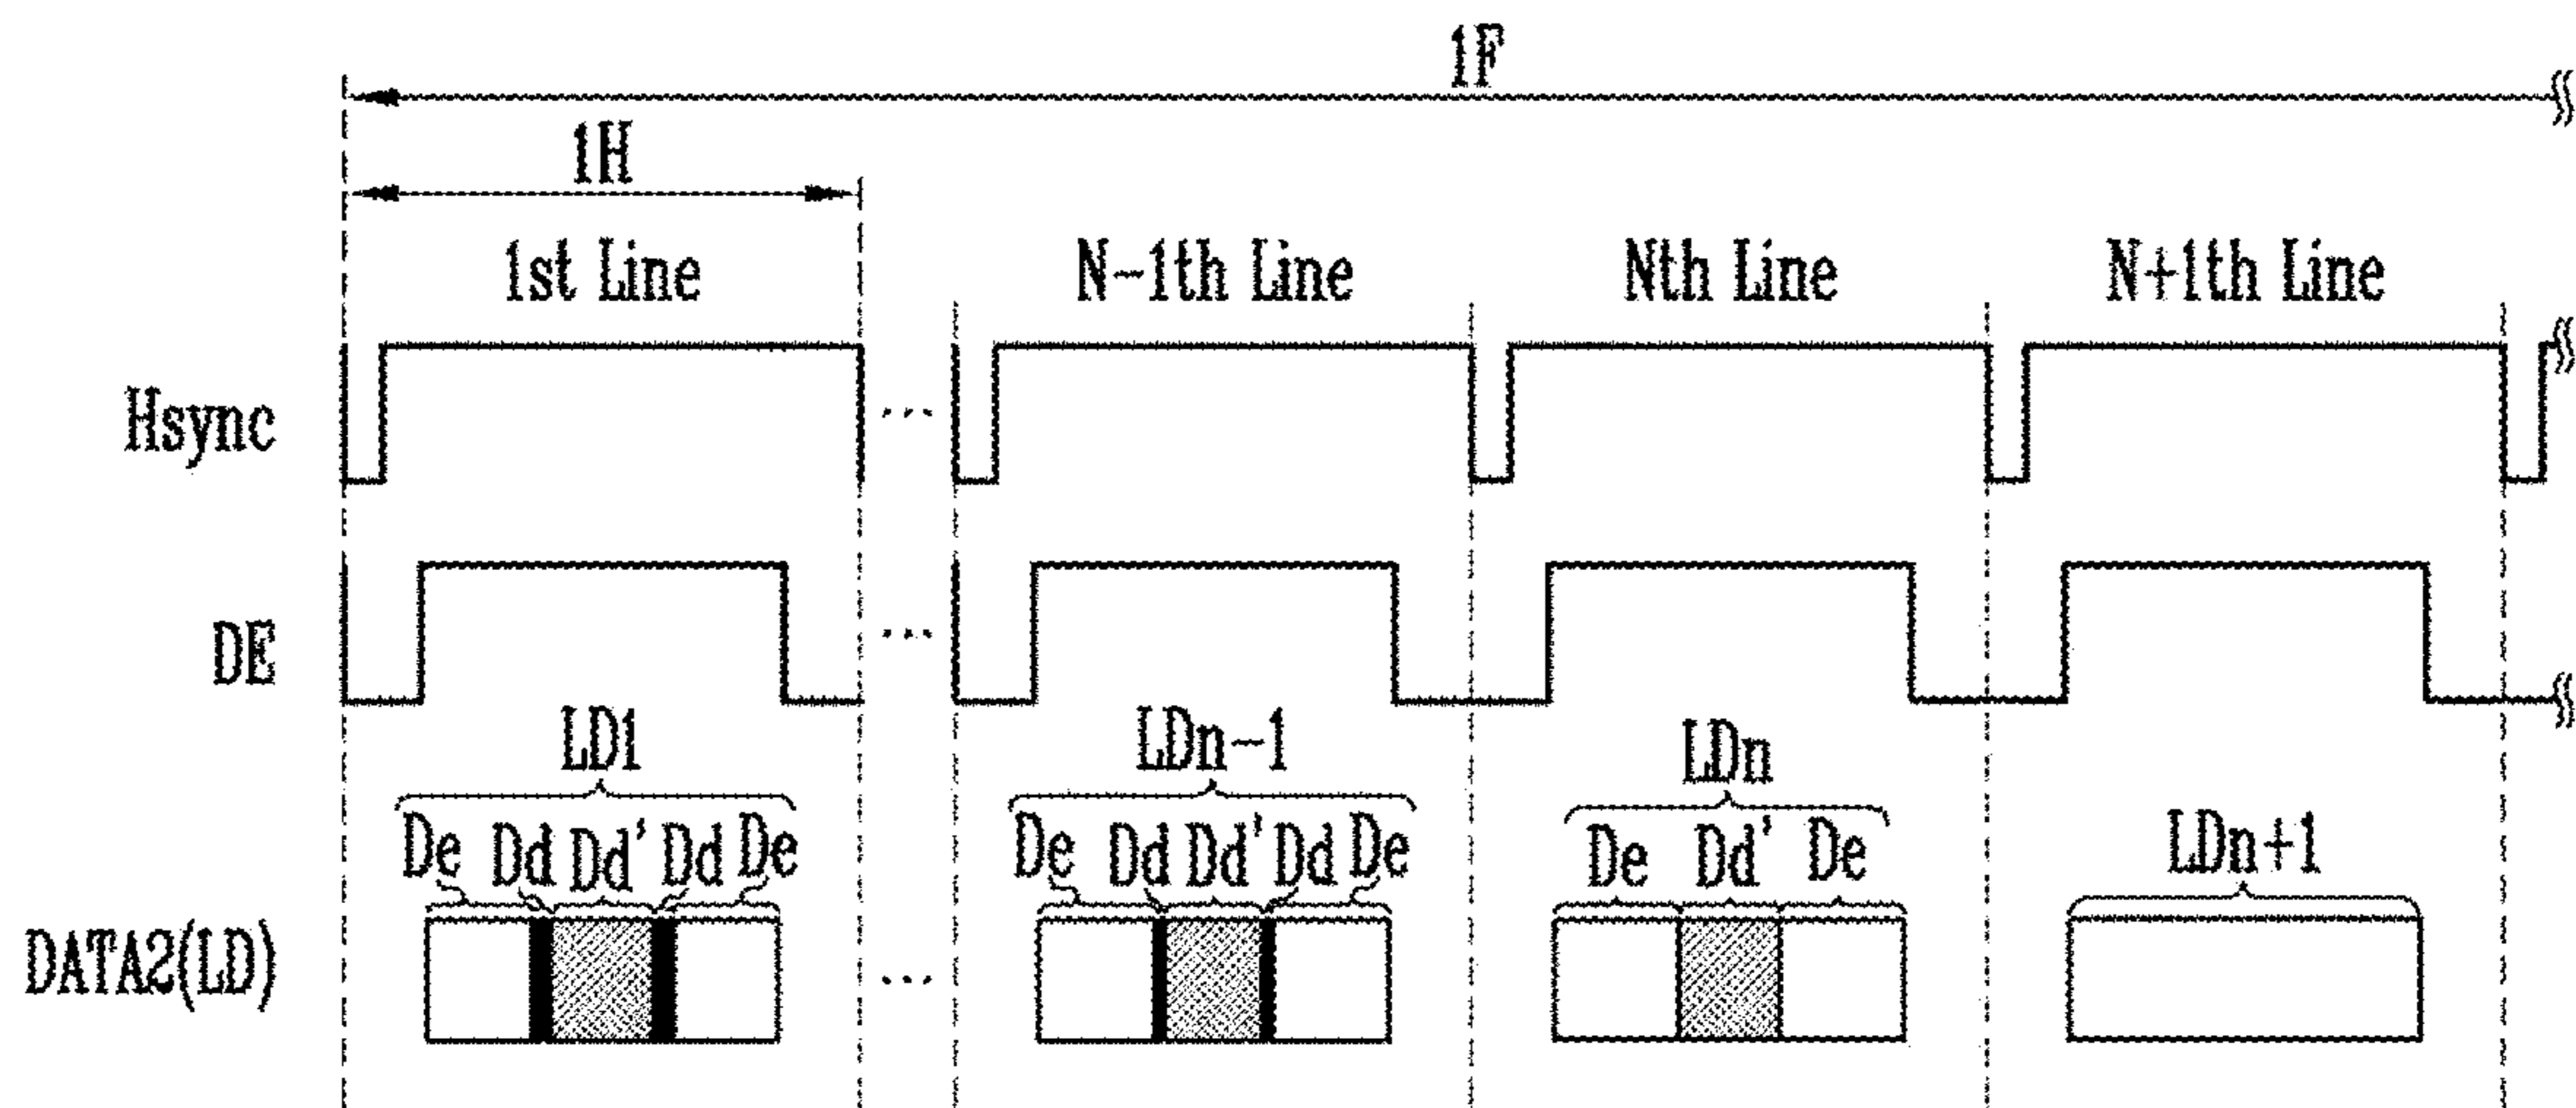 1F
1H
1st Line N-1th Line Nth Line N+1th Line
Hsync ...
DE ...
LD1 LDn-1 LDn
De Dd Dd' Dd De De Dd Dd' Dd De De Dd' De LDn+1
DATA2(LD) ...